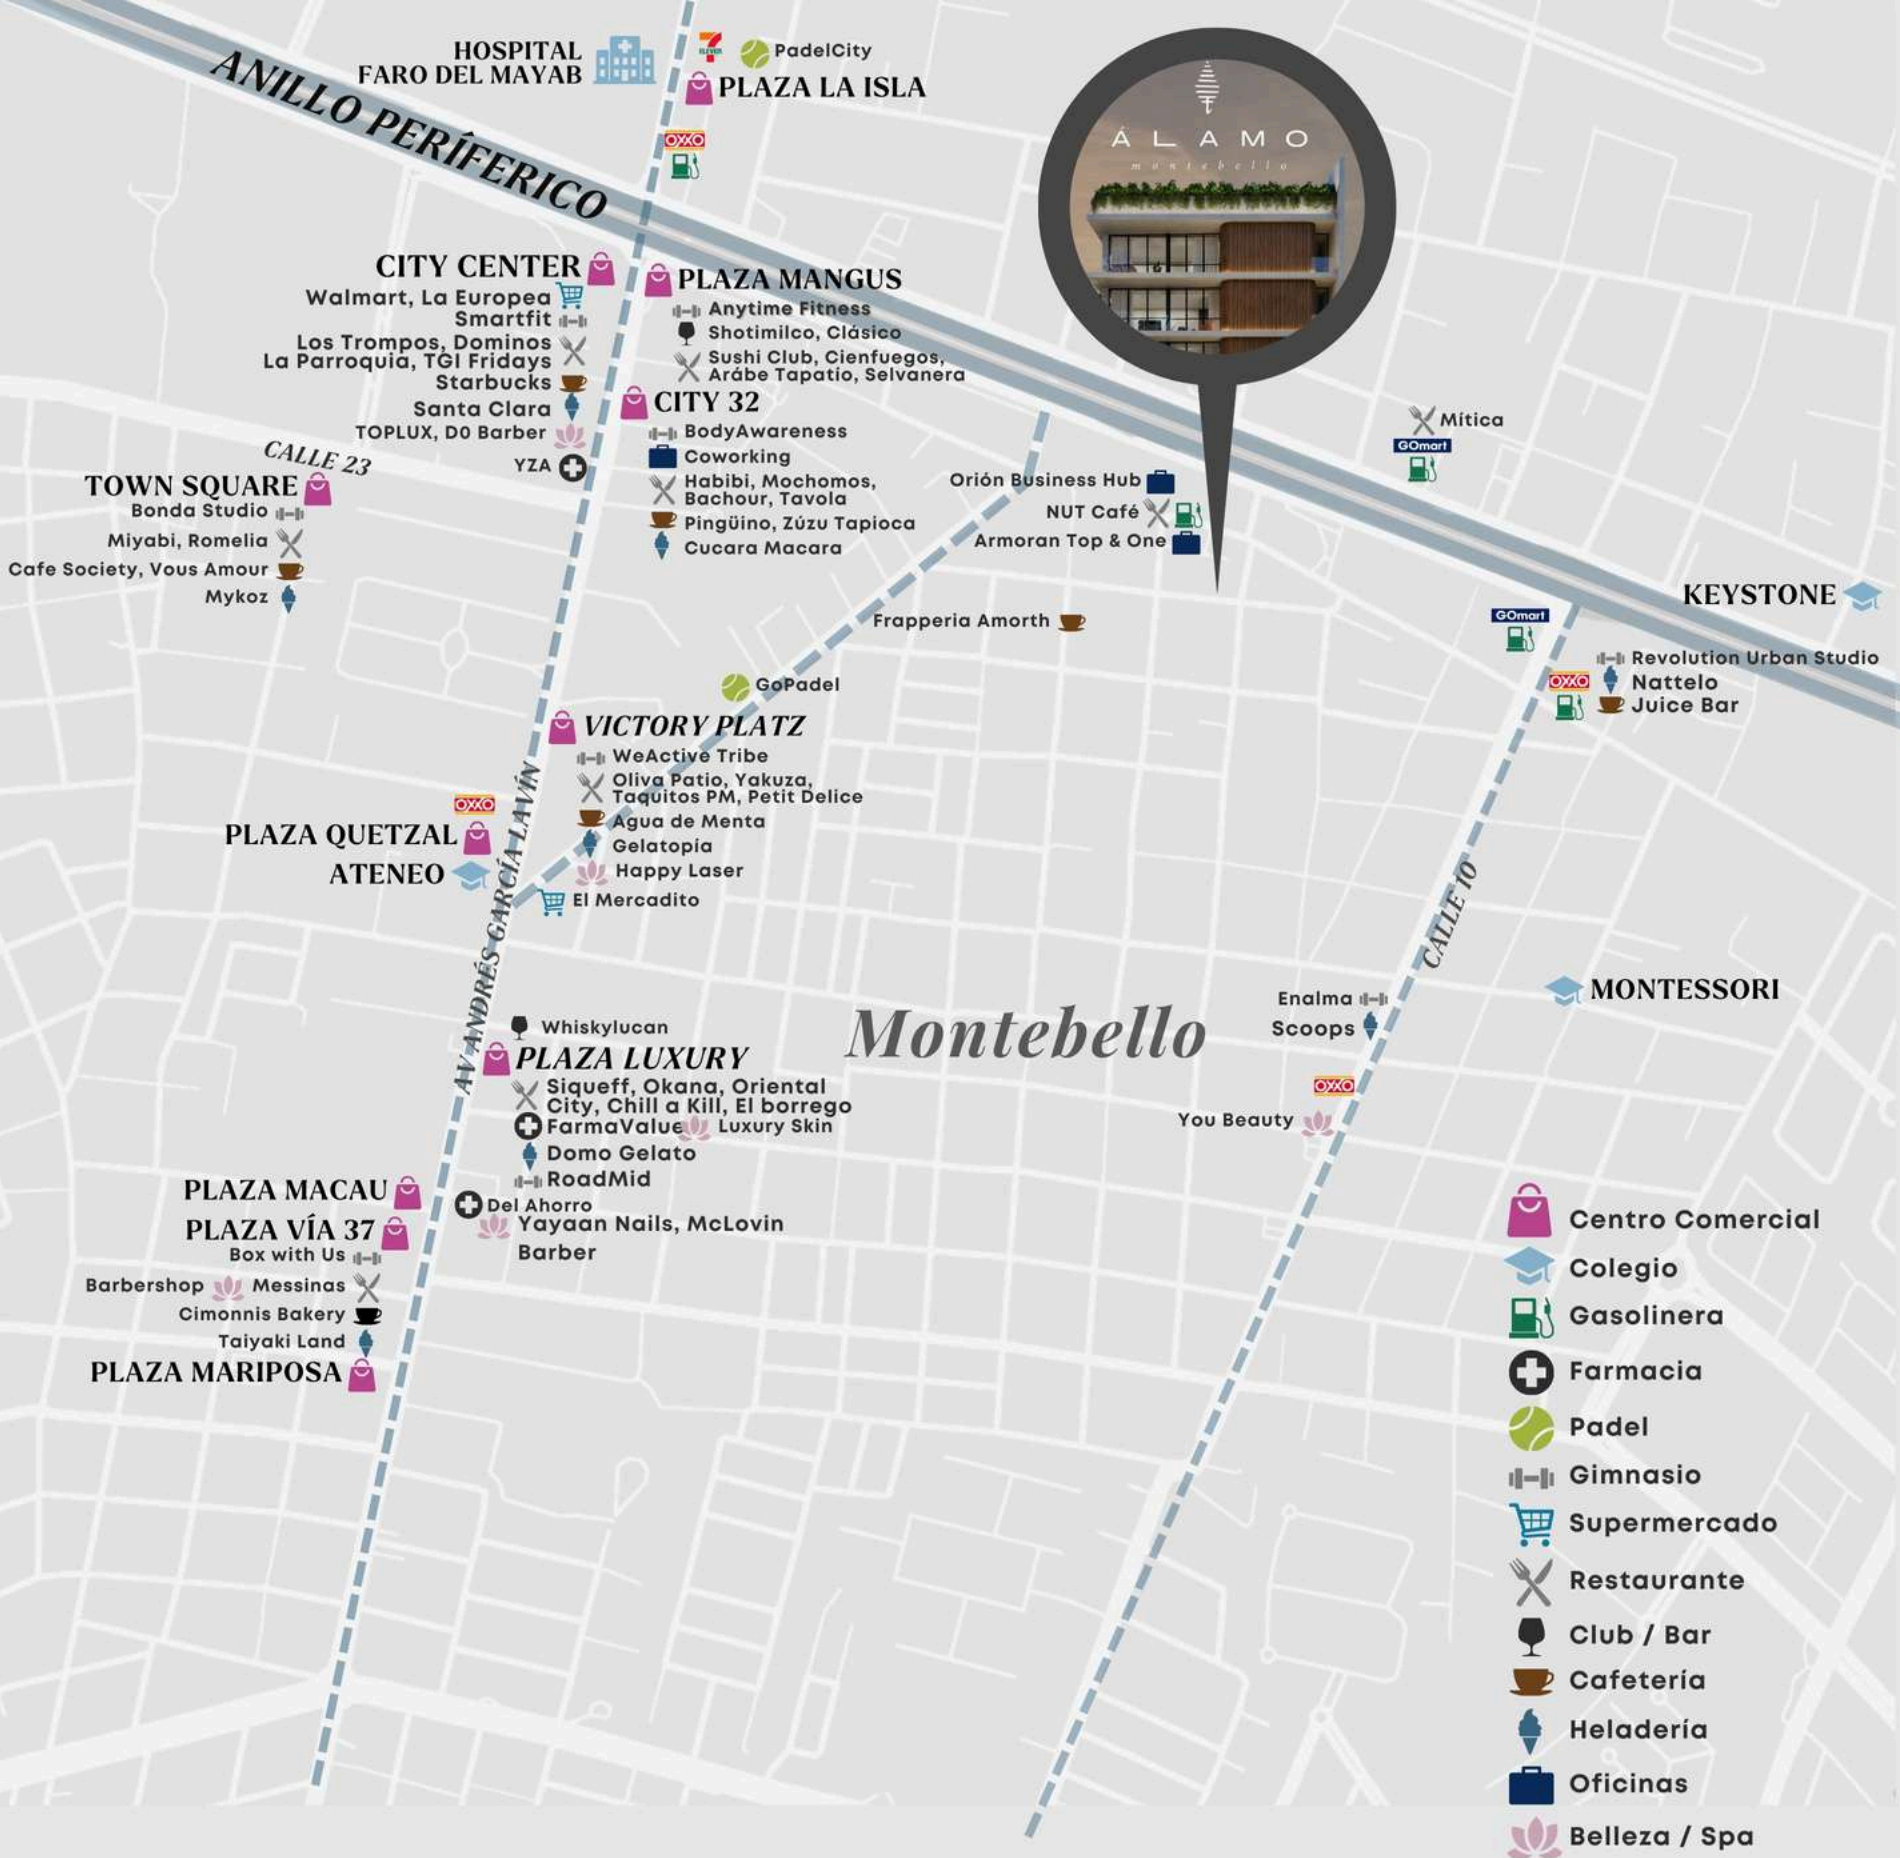 HOSPITAL
FARO DEL MAYAB
7
ELEVEN
PadelCity
PLAZA LA ISLA
OXXO
ANILLO PERÍFERICO
ÁLAMO
montebello
CITY CENTER
Walmart, La Europea
Smartfit
Los Trompos, Dominos
La Parroquia, TGI Fridays
Starbucks
Santa Clara
TOPLUX, D0 Barber
YZA
PLAZA MANGUS
Anytime Fitness
Shotimilco, Clásico
Sushi Club, Cienfuegos,
Arábe Tapatio, Selvanera
CITY 32
BodyAwareness
Coworking
Habibi, Mochomos,
Bachour, Tavola
Pingüino, Zúzu Tapioca
Cucara Macara
CALLE 23
TOWN SQUARE
Bonda Studio
Miyabi, Romelia
Cafe Society, Vous Amour
Mykoz
Orión Business Hub
NUT Café
Armoran Top & One
Frapperia Amorth
Mítica
GOmart
KEYSTONE
GOmart
Revolution Urban Studio
OXXO
Nattelo
Juice Bar
GoPadel
VICTORY PLATZ
WeActive Tribe
Oliva Patio, Yakuza,
Taquitos PM, Petit Delice
Agua de Menta
Gelatopía
Happy Laser
El Mercadito
OXXO
PLAZA QUETZAL
ATENEO
AV ANDRÉS GARCÍA LAVÍN
CALLE 10
MONTESSORI
Enalma
Scoops
OXXO
You Beauty
Montebello
Whiskylucan
PLAZA LUXURY
Siqueff, Okana, Oriental
City, Chill a Kill, El borrego
FarmaValue Luxury Skin
Domo Gelato
RoadMid
Del Ahorro
Yayaan Nails, McLovin
Barber
PLAZA MACAU
PLAZA VÍA 37
Box with Us
Barbershop Messinas
Cimonnis Bakery
Taiyaki Land
PLAZA MARIPOSA
Centro Comercial
Colegio
Gasolinera
Farmacia
Padel
Gimnasio
Supermercado
Restaurante
Club / Bar
Cafetería
Heladería
Oficinas
Belleza / Spa